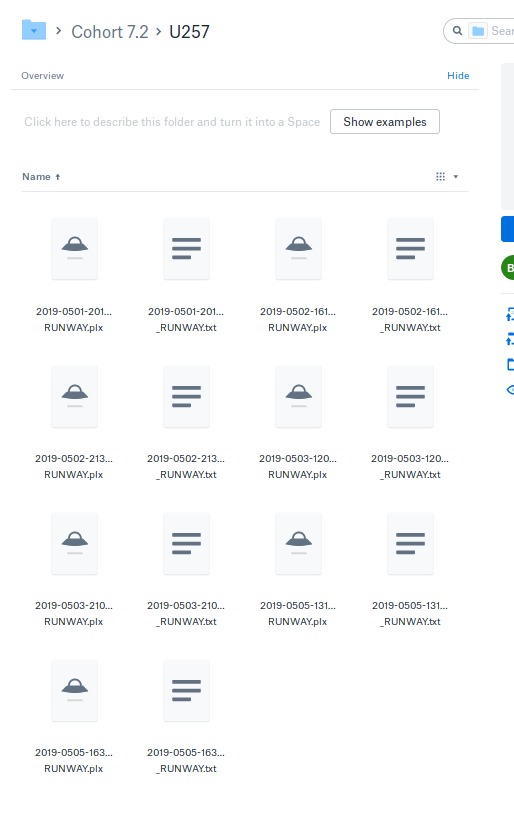 Cohort 7.2 > U257
Sear
Overview
Hide
Click here to describe this folder and turn it into a Space
Show examples
Name
B
2019-0501-201...
RUNWAY.plx
2019-0501-201...
_RUNWAY.txt
2019-0502-161...
RUNWAY.plx
2019-0502-161...
_RUNWAY.txt
2019-0502-213...
RUNWAY.plx
2019-0502-213...
_RUNWAY.txt
2019-0503-120...
RUNWAY.plx
2019-0503-120...
_RUNWAY.txt
2019-0503-210...
RUNWAY.plx
2019-0503-210...
_RUNWAY.txt
2019-0505-131...
RUNWAY.plx
2019-0505-131...
_RUNWAY.txt
2019-0505-163...
RUNWAY.plx
2019-0505-163...
_RUNWAY.txt